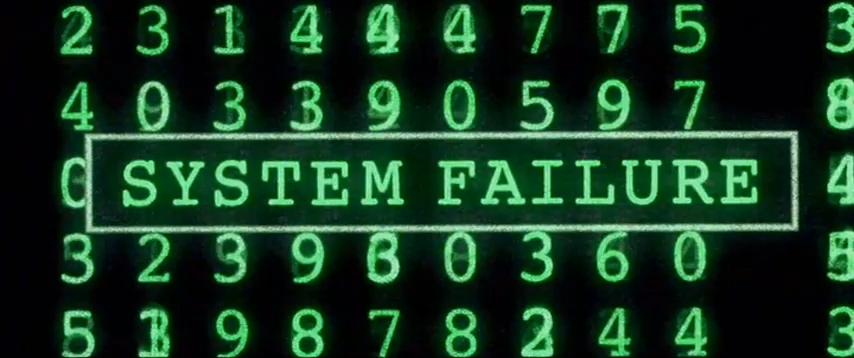 2 3 1 4 4 4 7 7 5 3
4 0 3 3 9 0 5 9 7 8
0 SYSTEM FAILURE 4
3 2 3 9 0 3 6 0
5 9 8 7 8 2 4 4 3